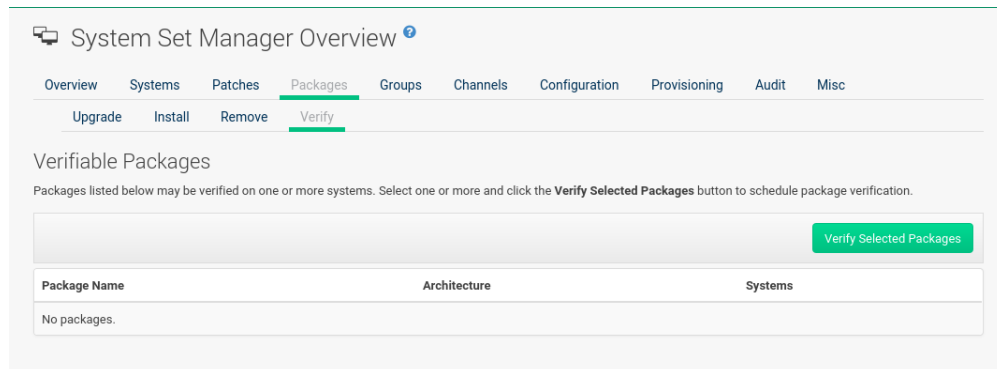 System Set Manager Overview ?
Overview Systems Patches Packages Groups Channels Configuration Provisioning Audit Misc
Upgrade Install Remove Verify
Verifiable Packages
Packages listed below may be verified on one or more systems. Select one or more and click the Verify Selected Packages button to schedule package verification.
Verify Selected Packages
Package Name Architecture Systems
No packages.